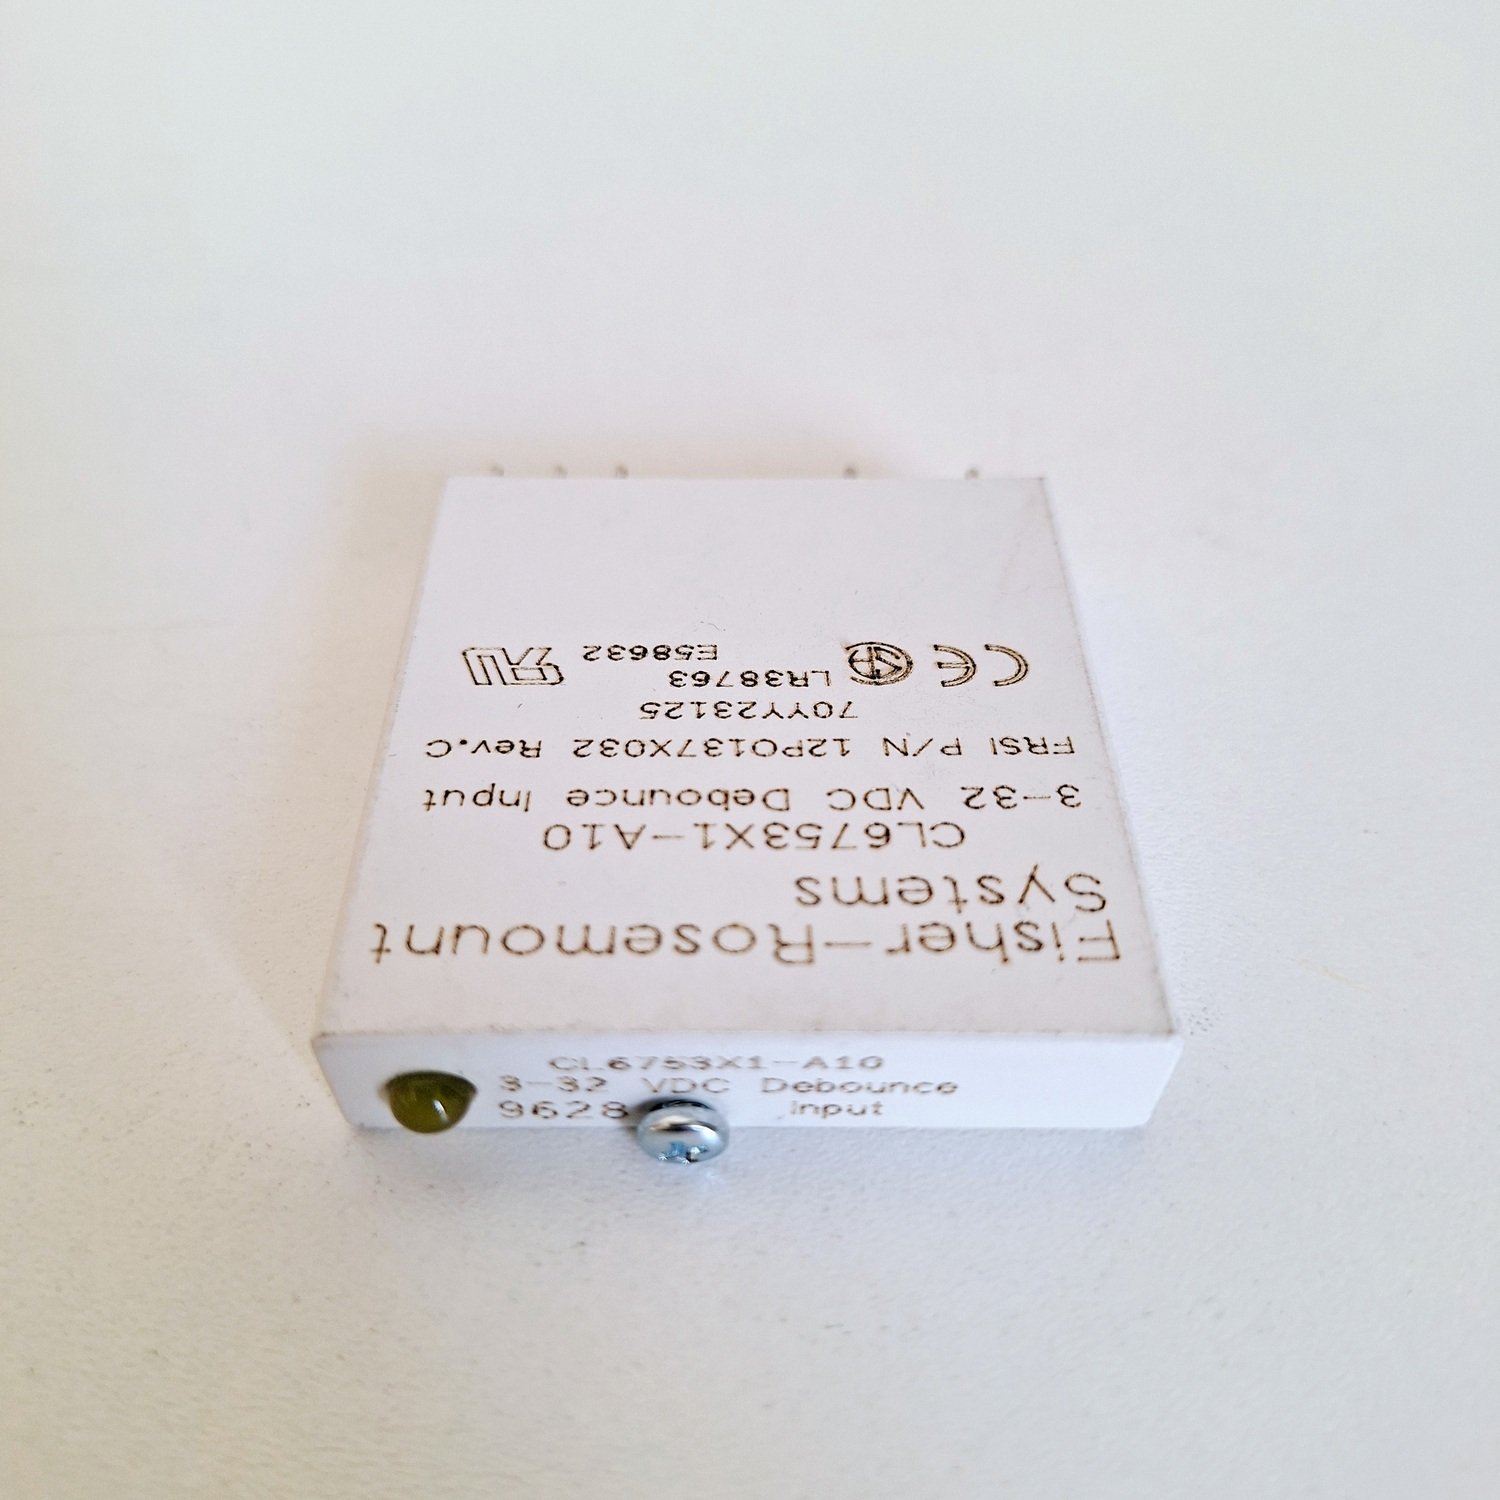 Fisher-Rosemount
Systems
CL6753X1-A10
3-32 VDC Debounce Input
FRSI P/N 12P0137X032 Rev.C
70YY23125
LR38763
E58632
CL6753X1-A10
3-32 VDC Debounce
9628 Input